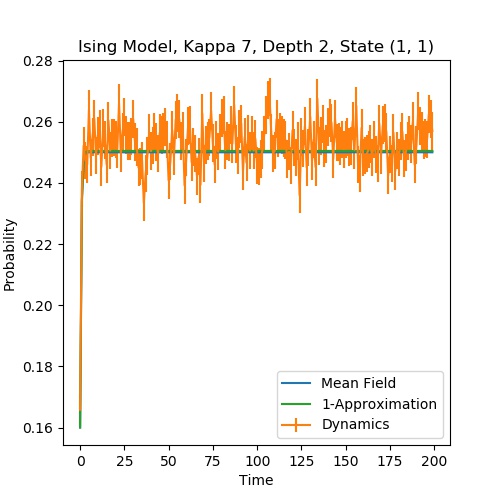 Ising Model, Kappa 7, Depth 2, State (1, 1)
0.28
0.26
0.24
0.22
0.20
0.18
0.16
Probability
0 25 50 75 100 125 150 175 200
Time
Mean Field
1-Approximation
Dynamics